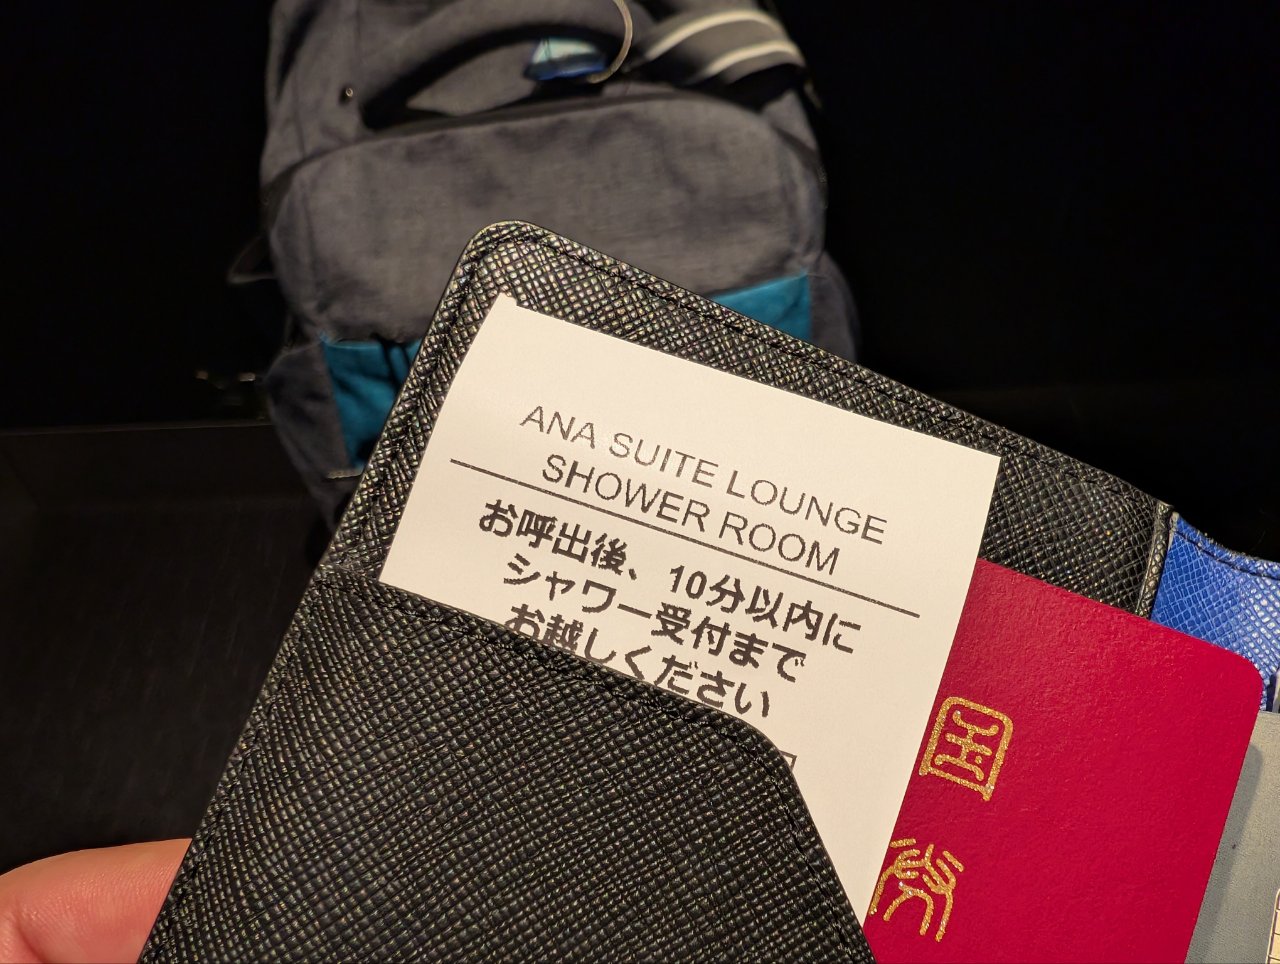 ANA SUITE LOUNGE
SHOWER ROOM
お呼出後、10分以内に
シャワー受付まで
お越しください
国
旅